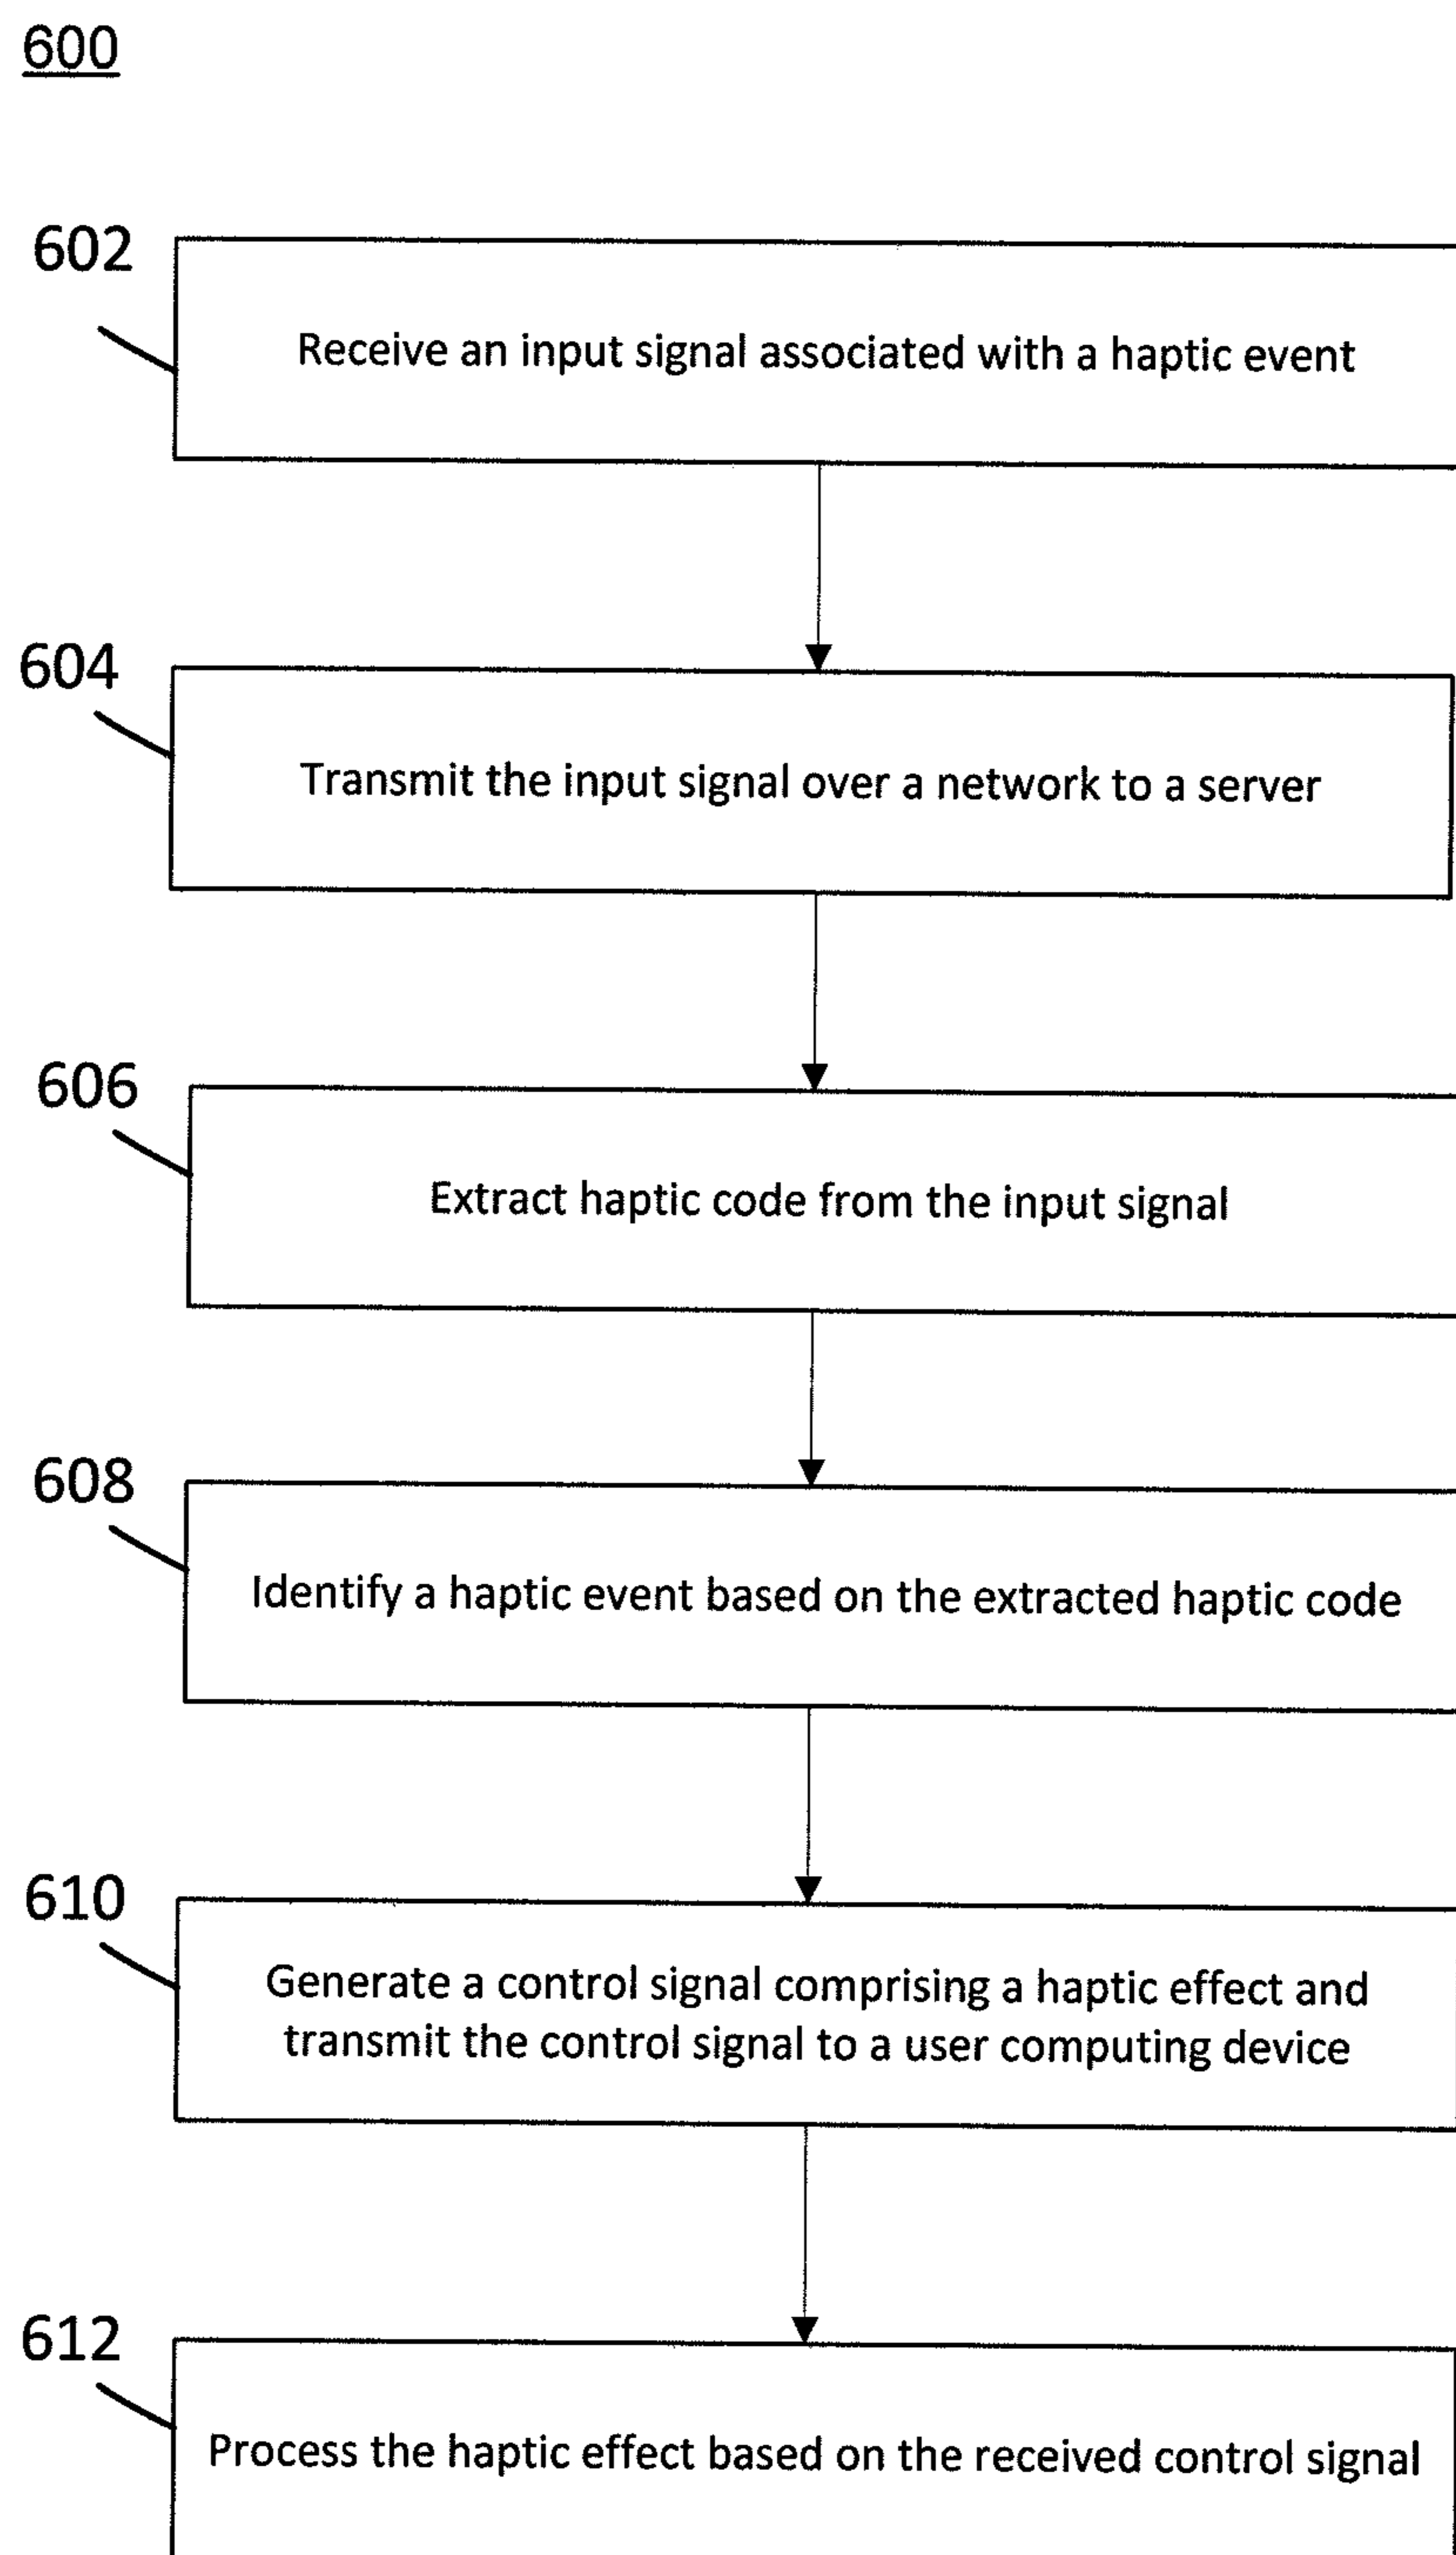 600
602
Receive an input signal associated with a haptic event
604
Transmit the input signal over a network to a server
606
Extract haptic code from the input signal
608
Identify a haptic event based on the extracted haptic code
610
Generate a control signal comprising a haptic effect and
transmit the control signal to a user computing device
612
Process the haptic effect based on the received control signal